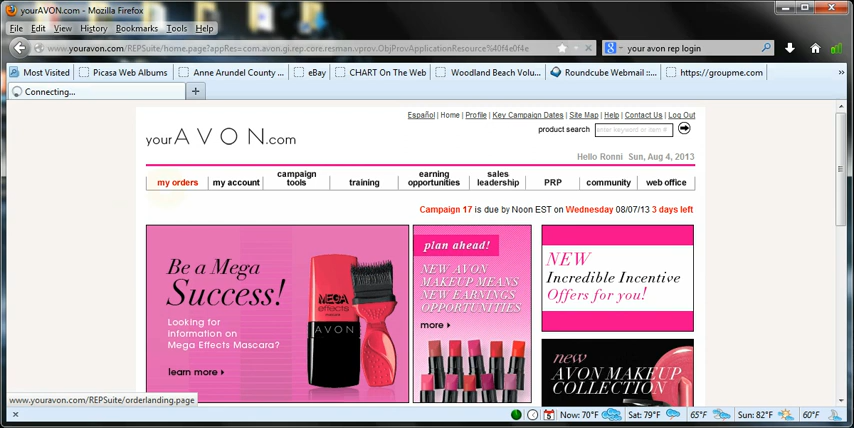 yourAVON.com - Mozilla Firefox
File Edit View History Bookmarks Tools Help
www.youravon.com/REPSuite/home.page?appRes=com.avon.gi.rep.core.resman.vprov.ObjProvApplicationResource%40f4e0f4e
your avon rep login
Most Visited Picasa Web Albums Anne Arundel County ... eBay CHART On The Web Woodland Beach Volu... Roundcube Webmail ::... https://groupme.com
Connecting...
Español | Home | Profile | Key Campaign Dates | Site Map | Help | Contact Us | Log Out
yourAVON.com
product search enter keyword or item #
Hello Ronni Sun, Aug 4, 2013
my orders my account campaign tools training earning opportunities sales leadership PRP community web office
Campaign 17 is due by Noon EST on Wednesday 08/07/13 3 days left
Be a Mega
Success!
Looking for
information on
Mega Effects Mascara?
learn more
MEGA
effects
AVON
plan ahead!
NEW AVON
MAKEUP MEANS
NEW EARNINGS
OPPORTUNITIES
more
NEW
Incredible Incentive
Offers for you!
new
AVON MAKEUP
COLLECTION
www.youravon.com/REPSuite/orderlanding.page
5 Now: 70°F Sat: 79°F 65°F Sun: 82°F 60°F